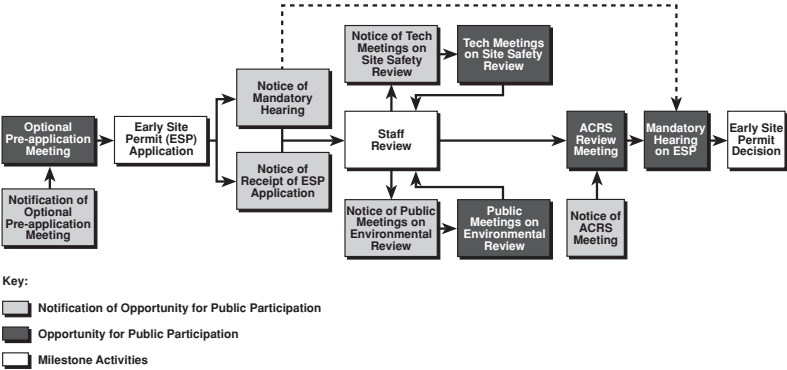 Optional
Pre-application
Meeting
Notification of
Optional
Pre-application
Meeting
Early Site
Permit (ESP)
Application
Notice of
Mandatory
Hearing
Notice of
Receipt of ESP
Application
Notice of Tech
Meetings on
Site Safety
Review
Tech Meetings
on Site Safety
Review
Staff
Review
Notice of Public
Meetings on
Environmental
Review
Public
Meetings on
Environmental
Review
ACRS
Review
Meeting
Notice of
ACRS
Meeting
Mandatory
Hearing
on ESP
Early Site
Permit
Decision
Key:
Notification of Opportunity for Public Participation
Opportunity for Public Participation
Milestone Activities